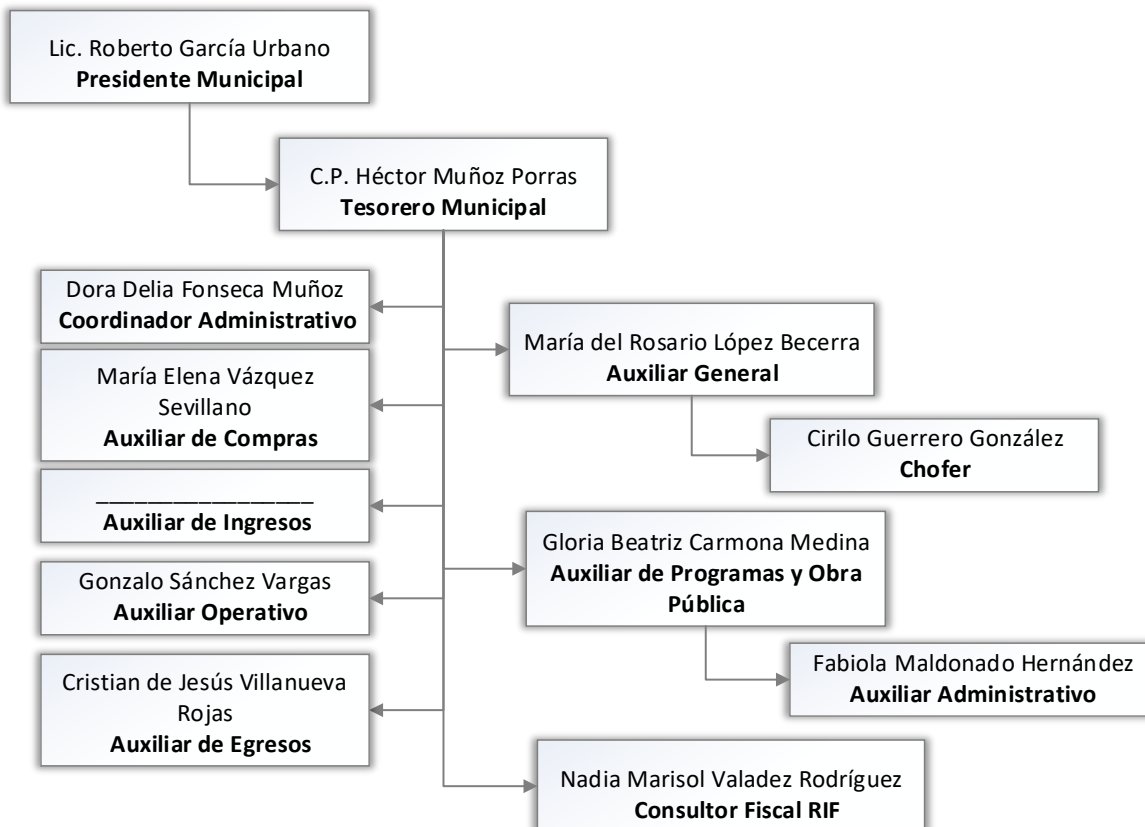 Lic. Roberto García Urbano
Presidente Municipal
C.P. Héctor Muñoz Porras
Tesorero Municipal
Dora Delia Fonseca Muñoz
Coordinador Administrativo
María Elena Vázquez
Sevillano
Auxiliar de Compras
_________________
Auxiliar de Ingresos
Gonzalo Sánchez Vargas
Auxiliar Operativo
Cristian de Jesús Villanueva
Rojas
Auxiliar de Egresos
María del Rosario López Becerra
Auxiliar General
Cirilo Guerrero González
Chofer
Gloria Beatriz Carmona Medina
Auxiliar de Programas y Obra
Pública
Fabiola Maldonado Hernández
Auxiliar Administrativo
Nadia Marisol Valadez Rodríguez
Consultor Fiscal RIF